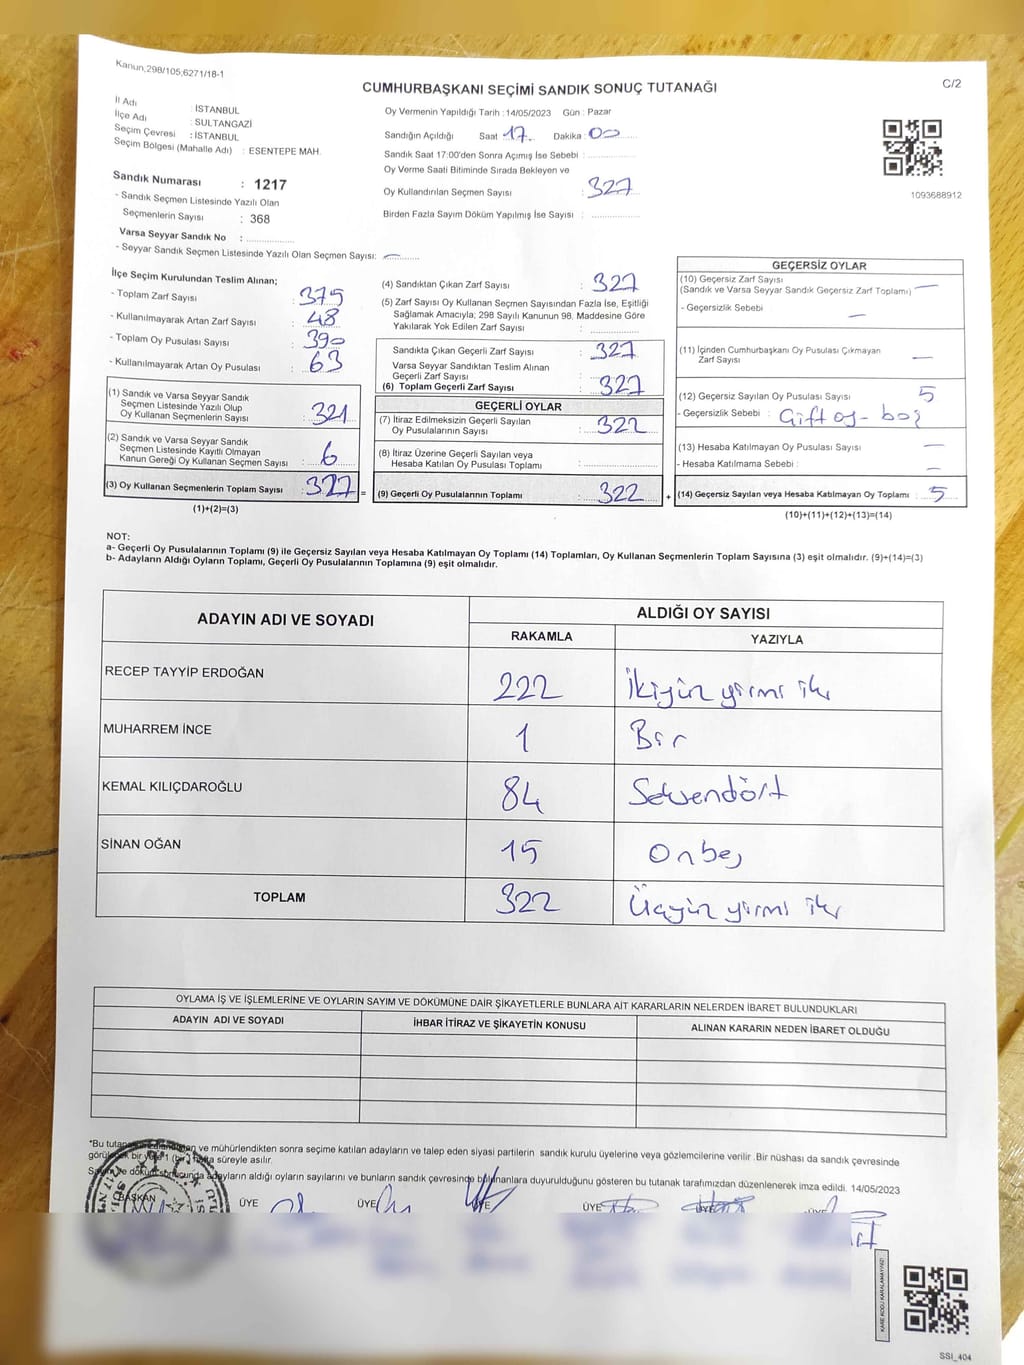 Kanun;298/105;6271/18-1
C/2
CUMHURBAŞKANI SEÇİMİ SANDIK SONUÇ TUTANAĞI
İl Adı : İSTANBUL
İlçe Adı : SULTANGAZİ
Seçim Çevresi : İSTANBUL
Seçim Bölgesi (Mahalle Adı) : ESENTEPE MAH.
Sandık Numarası : 1217
- Sandık Seçmen Listesinde Yazılı Olan
Seçmenlerin Sayısı : 368
Varsa Seyyar Sandık No :
- Seyyar Sandık Seçmen Listesinde Yazılı Olan Seçmen Sayısı: —
Oy Vermenin Yapıldığı Tarih : 14/05/2023 Gün : Pazar
Sandığın Açıldığı Saat 17 Dakika : 00
Sandık Saat 17:00'den Sonra Açımış İse Sebebi :
Oy Verme Saati Bitiminde Sırada Bekleyen ve
Oy Kullandırılan Seçmen Sayısı : 327
Birden Fazla Sayım Döküm Yapılmış İse Sayısı :
1093688912
İlçe Seçim Kurulundan Teslim Alınan;
- Toplam Zarf Sayısı : 375
- Kullanılmayarak Artan Zarf Sayısı : 48
- Toplam Oy Pusulası Sayısı : 390
- Kullanılmayarak Artan Oy Pusulası : 63
(1) Sandık ve Varsa Seyyar Sandık
Seçmen Listesinde Yazılı Olup
Oy Kullanan Seçmenlerin Sayısı : 321
(2) Sandık ve Varsa Seyyar Sandık
Seçmen Listesinde Kayıtlı Olmayan
Kanun Gereği Oy Kullanan Seçmen Sayısı : 6
(3) Oy Kullanan Seçmenlerin Toplam Sayısı : 327 =
(1)+(2)=(3)
(4) Sandıktan Çıkan Zarf Sayısı : 327
(5) Zarf Sayısı Oy Kullanan Seçmen Sayısından Fazla İse, Eşitliği
Sağlamak Amacıyla; 298 Sayılı Kanunun 98. Maddesine Göre
Yakılarak Yok Edilen Zarf Sayısı :
Sandıkta Çıkan Geçerli Zarf Sayısı : 327
Varsa Seyyar Sandıktan Teslim Alınan
Geçerli Zarf Sayısı :
(6) Toplam Geçerli Zarf Sayısı : 327
GEÇERLİ OYLAR
(7) İtiraz Edilmeksizin Geçerli Sayılan
Oy Pusulalarının Sayısı : 322
(8) İtiraz Üzerine Geçerli Sayılan veya
Hesaba Katılan Oy Pusulası Toplamı :
(9) Geçerli Oy Pusulalarının Toplamı : 322 +
GEÇERSİZ OYLAR
(10) Geçersiz Zarf Sayısı
(Sandık ve Varsa Seyyar Sandık Geçersiz Zarf Toplamı) —
- Geçersizlik Sebebi —
(11) İçinden Cumhurbaşkanı Oy Pusulası Çıkmayan
Zarf Sayısı —
(12) Geçersiz Sayılan Oy Pusulası Sayısı 5
- Geçersizlik Sebebi : Çift oy - boş
(13) Hesaba Katılmayan Oy Pusulası Sayısı —
- Hesaba Katılmama Sebebi : —
(14) Geçersiz Sayılan veya Hesaba Katılmayan Oy Toplamı : 5
(10)+(11)+(12)+(13)=(14)
NOT:
a- Geçerli Oy Pusulalarının Toplamı (9) ile Geçersiz Sayılan veya Hesaba Katılmayan Oy Toplamı (14) Toplamları, Oy Kullanan Seçmenlerin Toplam Sayısına (3) eşit olmalıdır. (9)+(14)=(3)
b- Adayların Aldığı Oyların Toplamı, Geçerli Oy Pusulalarının Toplamına (9) eşit olmalıdır.
ADAYIN ADI VE SOYADI
ALDIĞI OY SAYISI
RAKAMLA YAZIYLA
RECEP TAYYİP ERDOĞAN 222 İkiyüz yirmi iki
MUHARREM İNCE 1 Bir
KEMAL KILIÇDAROĞLU 84 Seksendört
SİNAN OĞAN 15 Onbeş
TOPLAM 322 Üçyüz yirmi iki
OYLAMA İŞ VE İŞLEMLERİNE VE OYLARIN SAYIM VE DÖKÜMÜNE DAİR ŞİKAYETLERLE BUNLARA AİT KARARLARIN NELERDEN İBARET BULUNDUKLARI
ADAYIN ADI VE SOYADI İHBAR İTİRAZ VE ŞİKAYETİN KONUSU ALINAN KARARIN NEDEN İBARET OLDUĞU
*Bu ve mühürlendikten sonra seçime katılan adayların ve talep eden siyasi partilerin sandık kurulu üyelerine veya gözlemcilerine verilir .Bir nüshası da sandık çevresinde
bir yere 1 (bir) hafta süreyle asılır.
adayların aldığı oyların sayılarını ve bunların sandık çevresinde bulunanlara duyurulduğunu gösteren bu tutanak tarafımızdan düzenlenerek imza edildi. 14/05/2023
BAŞKAN ÜYE ÜYE ÜYE ÜYE ÜYE ÜYE
KARE KODU KARALAMAYINIZ!
SSİ_404